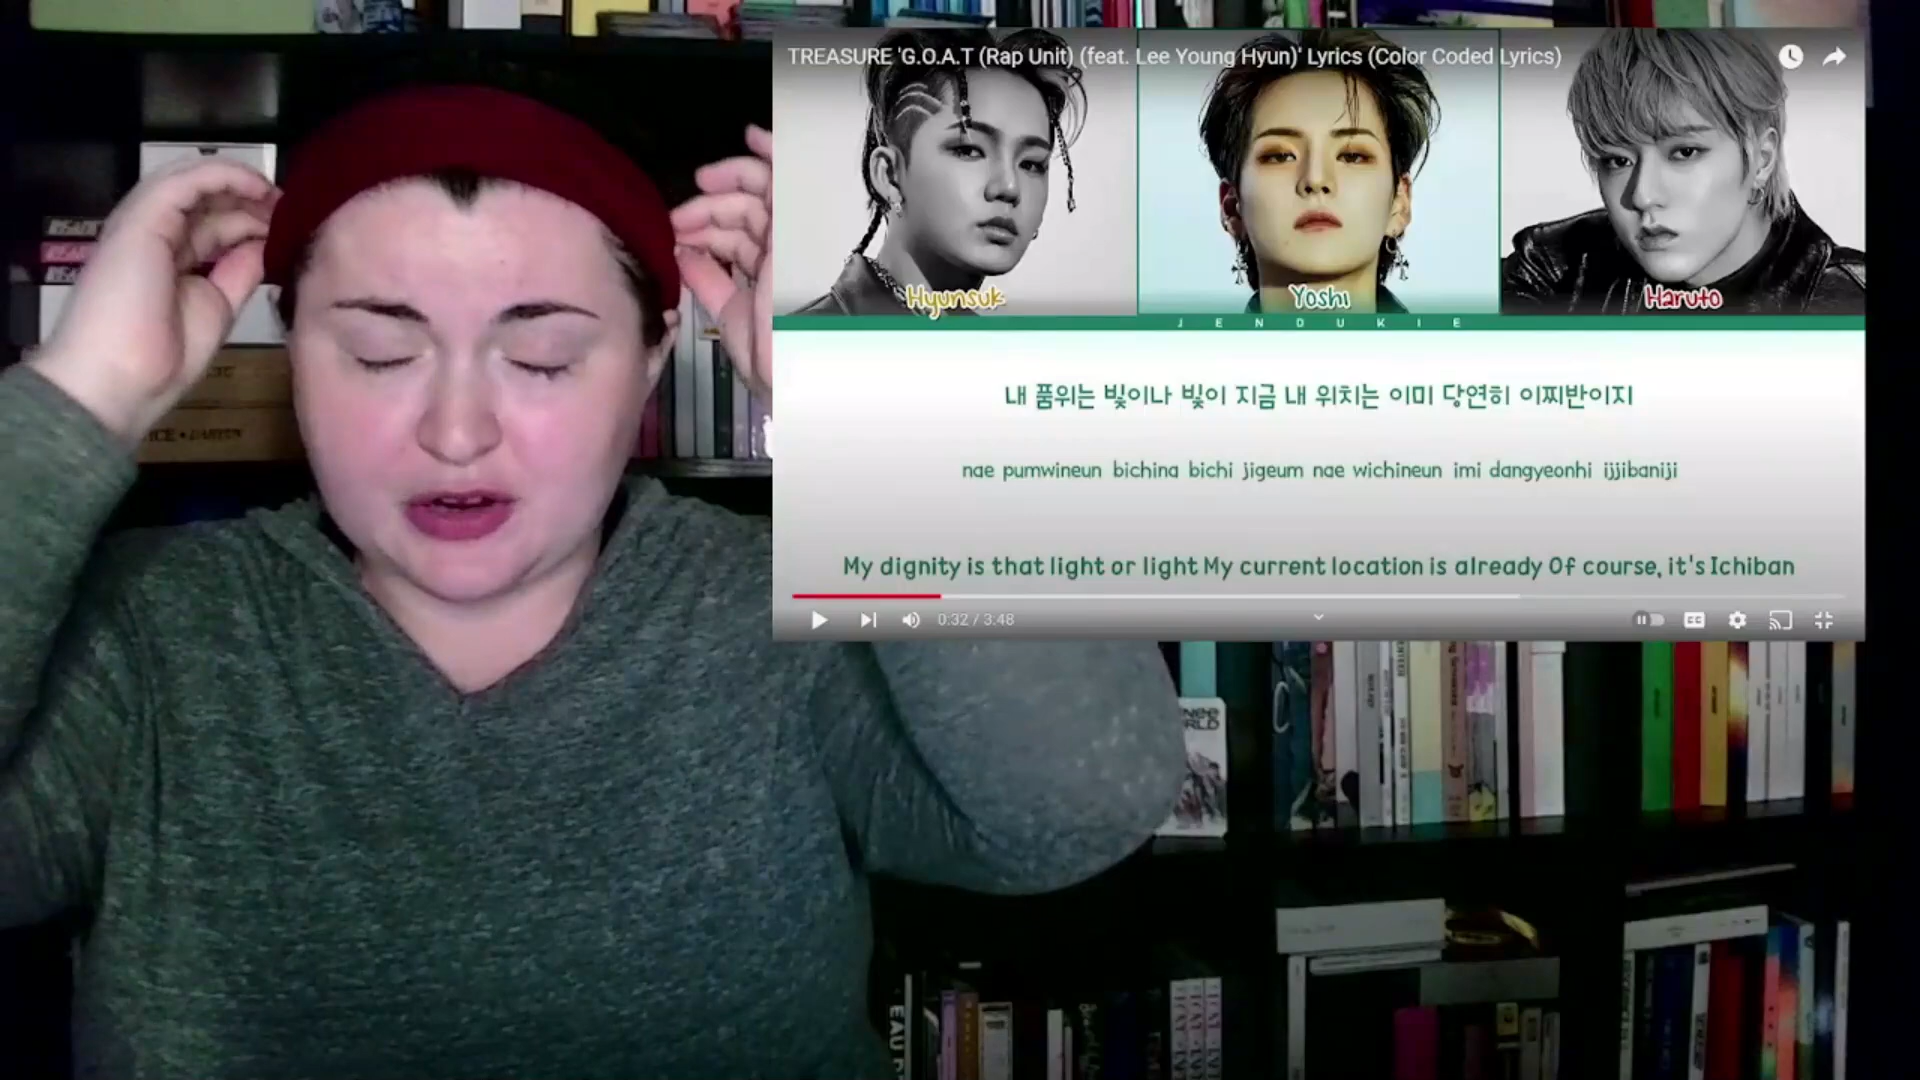 TREASURE 'G.O.A.T (Rap Unit) (feat. Lee Young Hyun)' Lyrics (Color Coded Lyrics)
Hyunsuk
Yoshi
Haruto
JENDUKIE
내 품위는 빛이나 빛이 지금 내 위치는 이미 당연히 이찌반이지
nae pumwineun bichina bichi jigeum nae wichineun imi dangyeonhi ijjibaniji
My dignity is that light or light My current location is already Of course, it's Ichiban
0:32 / 3:48
CC